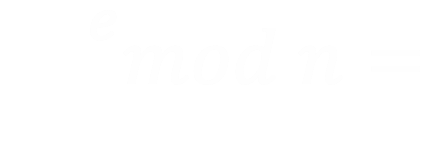 e mod n =